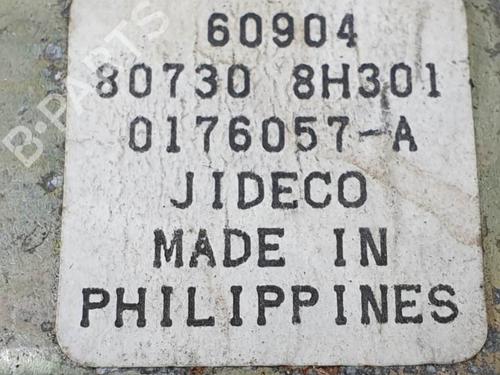 60904
80730 8H301
0176057-A
JIDECO
MADE IN
PHILIPPINES
B-PARTS